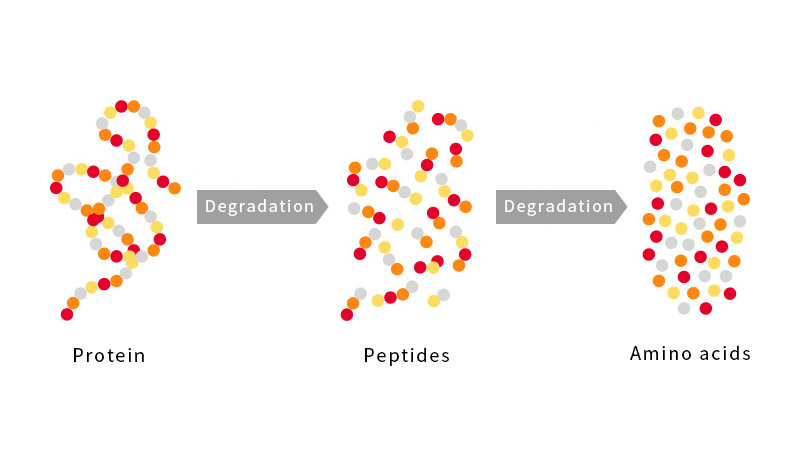 Degradation
Degradation
Protein
Peptides
Amino acids